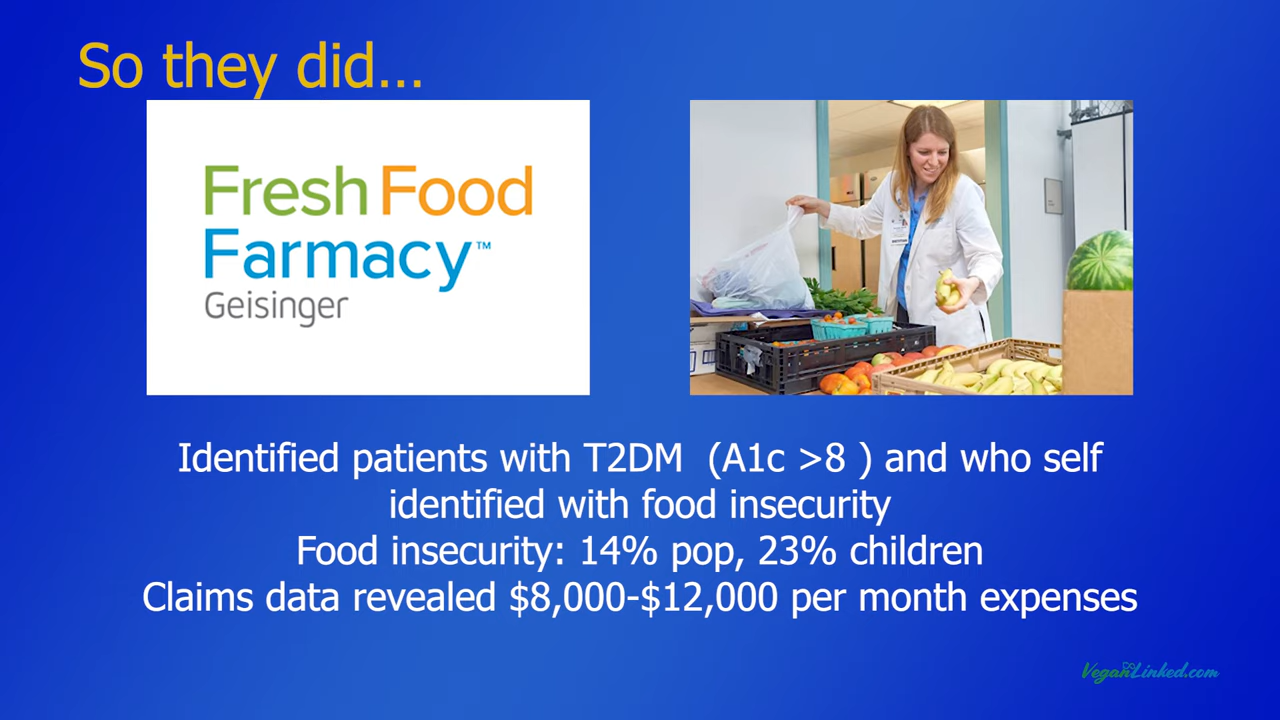 So they did...
Fresh Food
Farmacy™
Geisinger
Identified patients with T2DM (A1c >8 ) and who self
identified with food insecurity
Food insecurity: 14% pop, 23% children
Claims data revealed $8,000-$12,000 per month expenses
VeganLinked.com